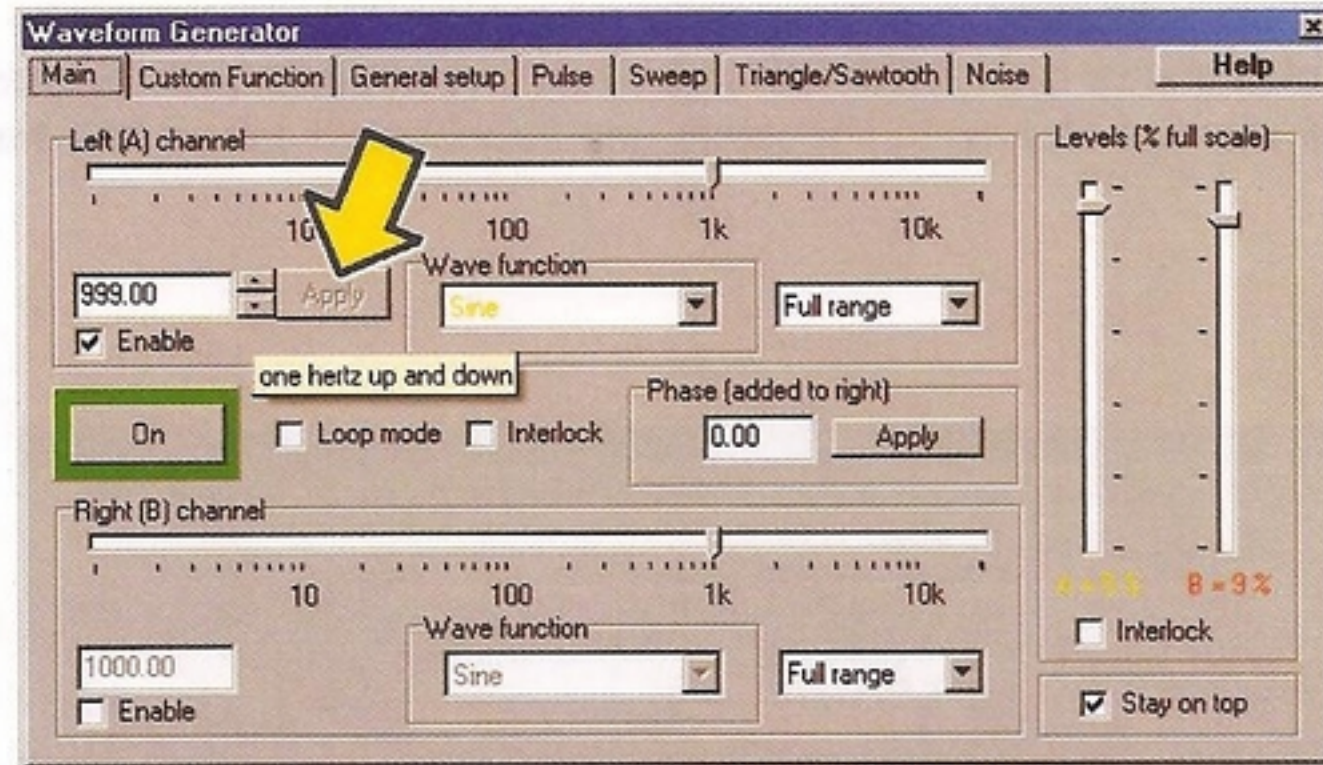 Waveform Generator
Main Custom Function General setup Pulse Sweep Triangle/Sawtooth Noise Help
Left (A) channel
10 100 1k 10k
999.00 Apply
Wave function
Sine
Full range
Enable
one hertz up and down
On
Loop mode Interlock
Phase (added to right)
0.00 Apply
Right (B) channel
10 100 1k 10k
1000.00
Wave function
Sine
Full range
Enable
Levels (% full scale)
B = 9 %
Interlock
Stay on top